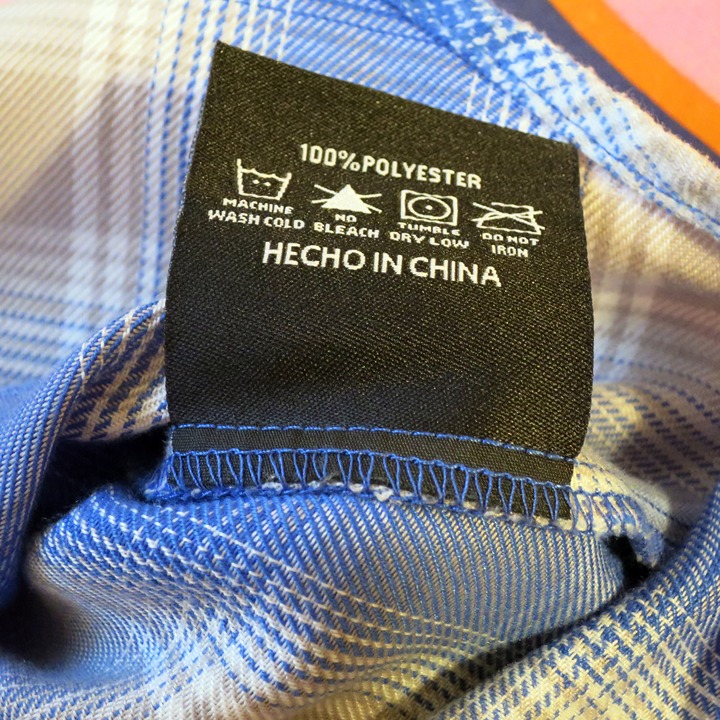 100%POLYESTER
MACHINE WASH COLD
NO BLEACH
TUMBLE DRY LOW
DO NOT IRON
HECHO IN CHINA